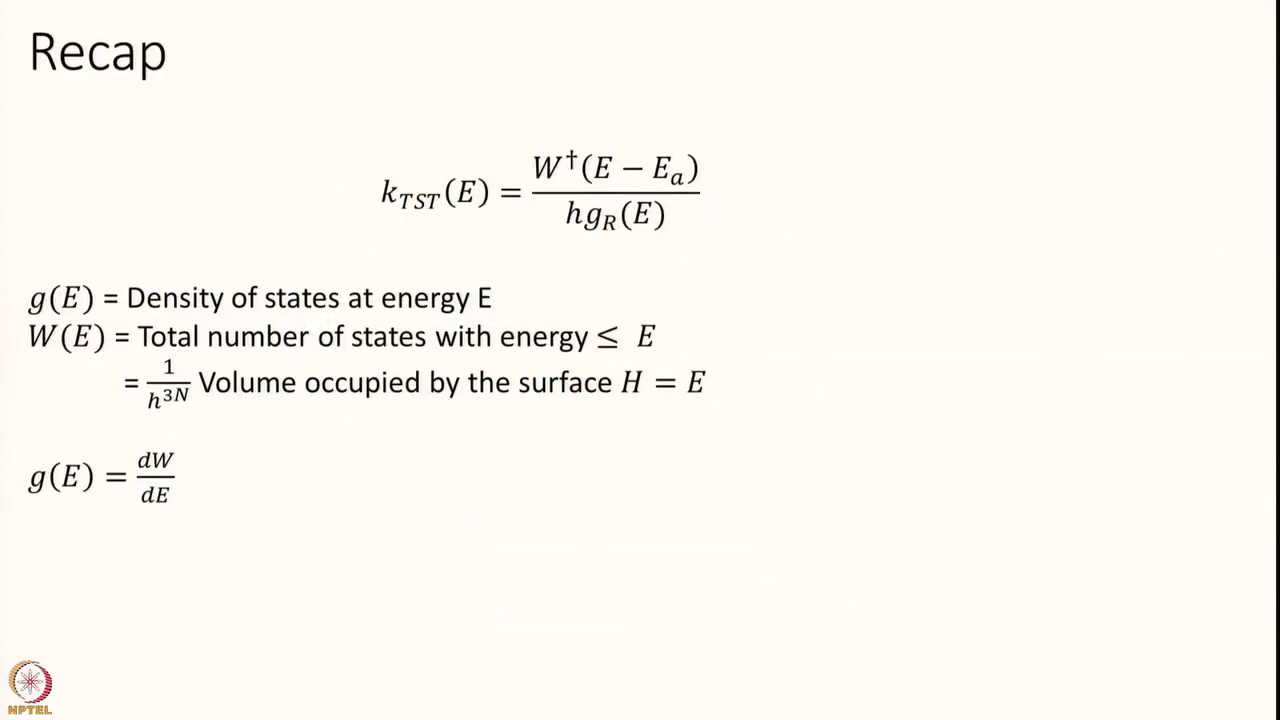 Recap
k_{TST}(E) = \frac{W^†(E − E_a)}{hg_R(E)}
g(E) = Density of states at energy E
W(E) = Total number of states with energy ≤ E
= \frac{1}{h^{3N}} Volume occupied by the surface H = E
g(E) = \frac{dW}{dE}
NPTEL